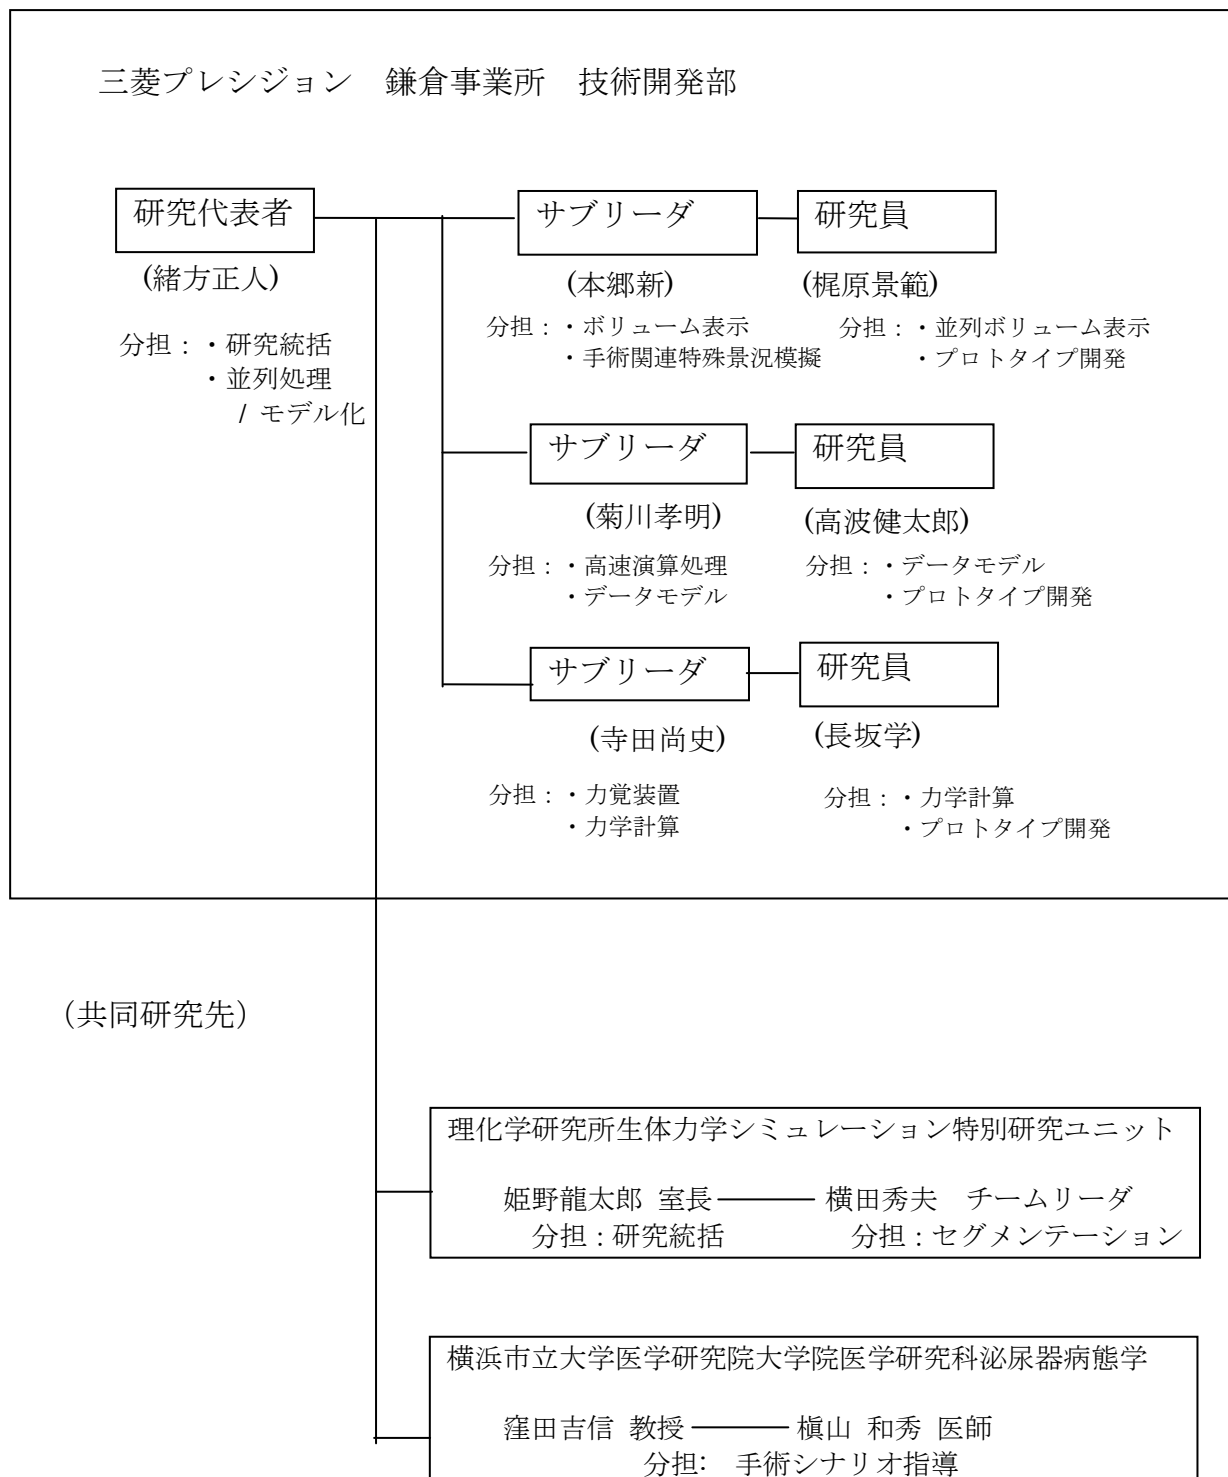 三菱プレシジョン　鎌倉事業所　技術開発部
研究代表者
(緒方正人)
分担：・研究統括
・並列処理
/ モデル化
サブリーダ
(本郷新)
分担：・ボリューム表示
・手術関連特殊景況模擬
研究員
(梶原景範)
分担：・並列ボリューム表示
・プロトタイプ開発
サブリーダ
(菊川孝明)
分担：・高速演算処理
・データモデル
研究員
(高波健太郎)
分担：・データモデル
・プロトタイプ開発
サブリーダ
(寺田尚史)
分担：・力覚装置
・力学計算
研究員
(長坂学)
分担：・力学計算
・プロトタイプ開発
（共同研究先）
理化学研究所生体力学シミュレーション特別研究ユニット
姫野龍太郎 室長 横田秀夫　チームリーダ
分担：研究統括 分担：セグメンテーション
横浜市立大学医学研究院大学院医学研究科泌尿器病態学
窪田吉信 教授 槇山 和秀 医師
分担:　手術シナリオ指導